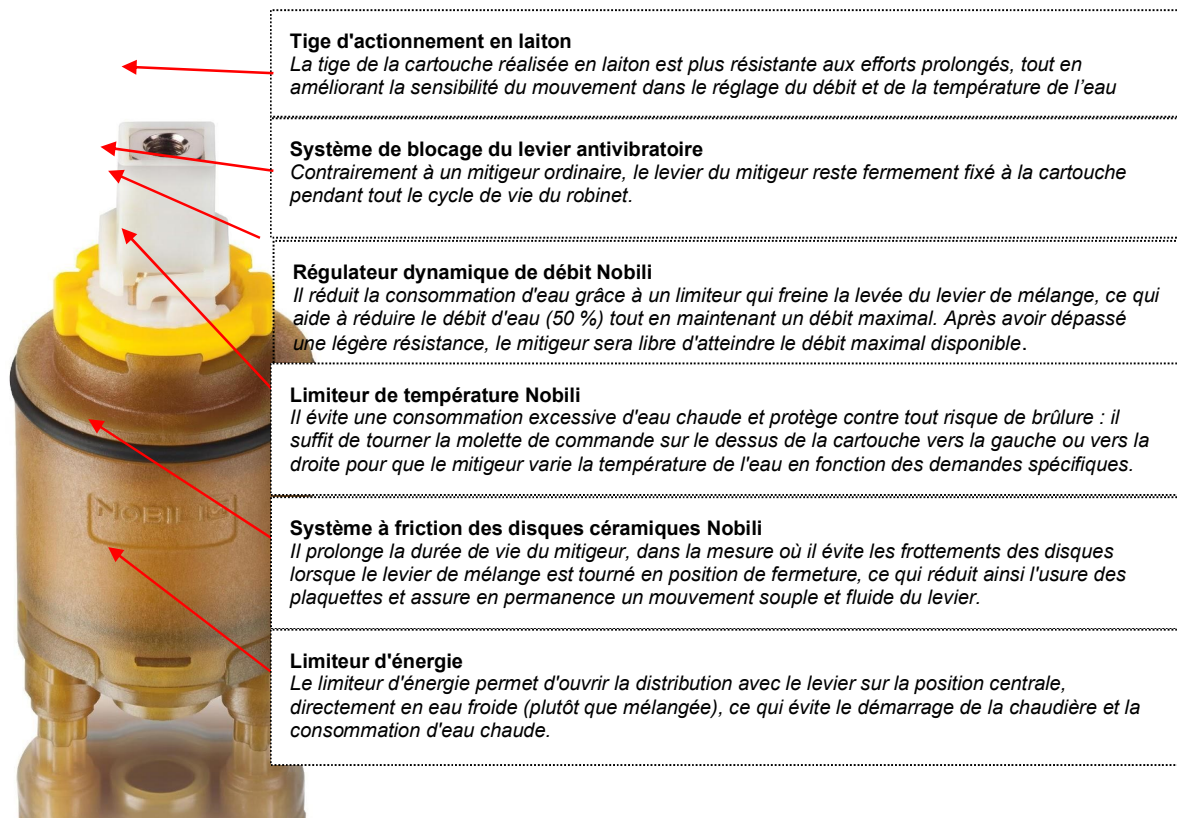 Tige d'actionnement en laiton
La tige de la cartouche réalisée en laiton est plus résistante aux efforts prolongés, tout en
améliorant la sensibilité du mouvement dans le réglage du débit et de la température de l'eau
Système de blocage du levier antivibratoire
Contrairement à un mitigeur ordinaire, le levier du mitigeur reste fermement fixé à la cartouche
pendant tout le cycle de vie du robinet.
Régulateur dynamique de débit Nobili
Il réduit la consommation d'eau grâce à un limiteur qui freine la levée du levier de mélange, ce qui
aide à réduire le débit d'eau (50 %) tout en maintenant un débit maximal. Après avoir dépassé
une légère résistance, le mitigeur sera libre d'atteindre le débit maximal disponible.
Limiteur de température Nobili
Il évite une consommation excessive d'eau chaude et protège contre tout risque de brûlure : il
suffit de tourner la molette de commande sur le dessus de la cartouche vers la gauche ou vers la
droite pour que le mitigeur varie la température de l'eau en fonction des demandes spécifiques.
NOBILI
Système à friction des disques céramiques Nobili
Il prolonge la durée de vie du mitigeur, dans la mesure où il évite les frottements des disques
lorsque le levier de mélange est tourné en position de fermeture, ce qui réduit ainsi l'usure des
plaquettes et assure en permanence un mouvement souple et fluide du levier.
Limiteur d'énergie
Le limiteur d'énergie permet d'ouvrir la distribution avec le levier sur la position centrale,
directement en eau froide (plutôt que mélangée), ce qui évite le démarrage de la chaudière et la
consommation d'eau chaude.